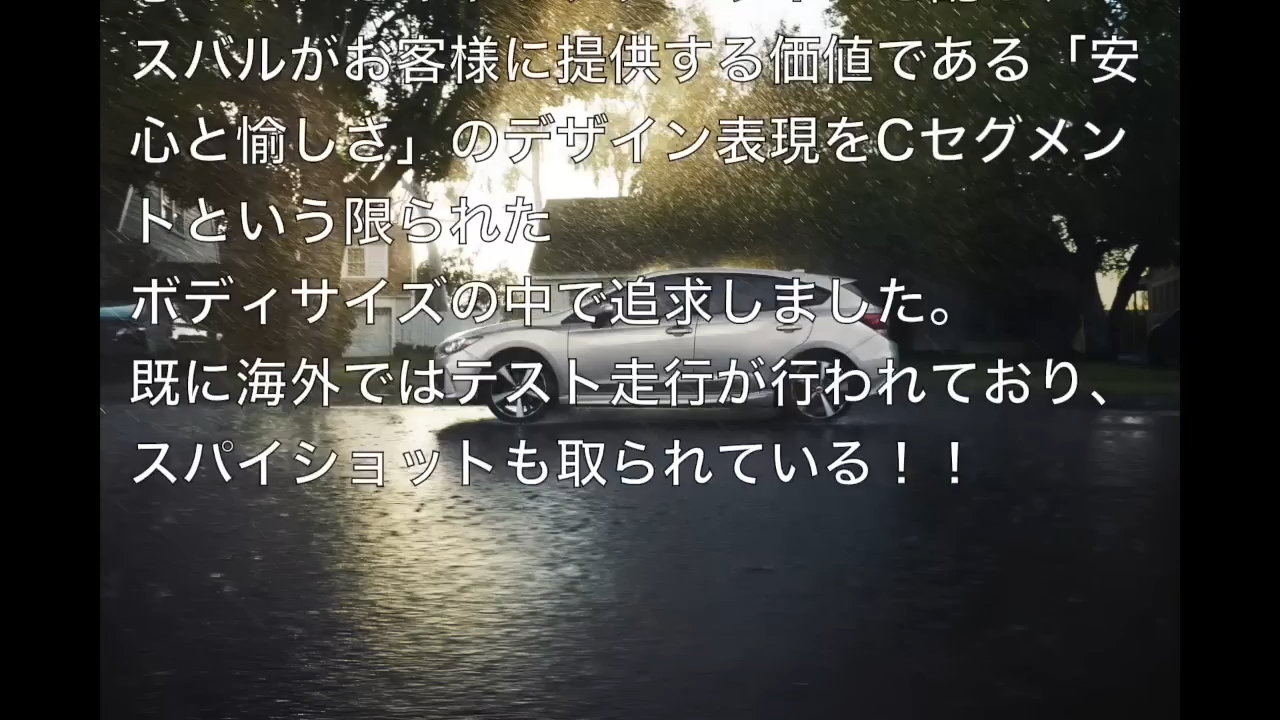 スバルがお客様に提供する価値である「安
心と愉しさ」のデザイン表現をCセグメン
トという限られた
ボディサイズの中で追求しました。
既に海外ではテスト走行が行われており、
スパイショットも取られている！！